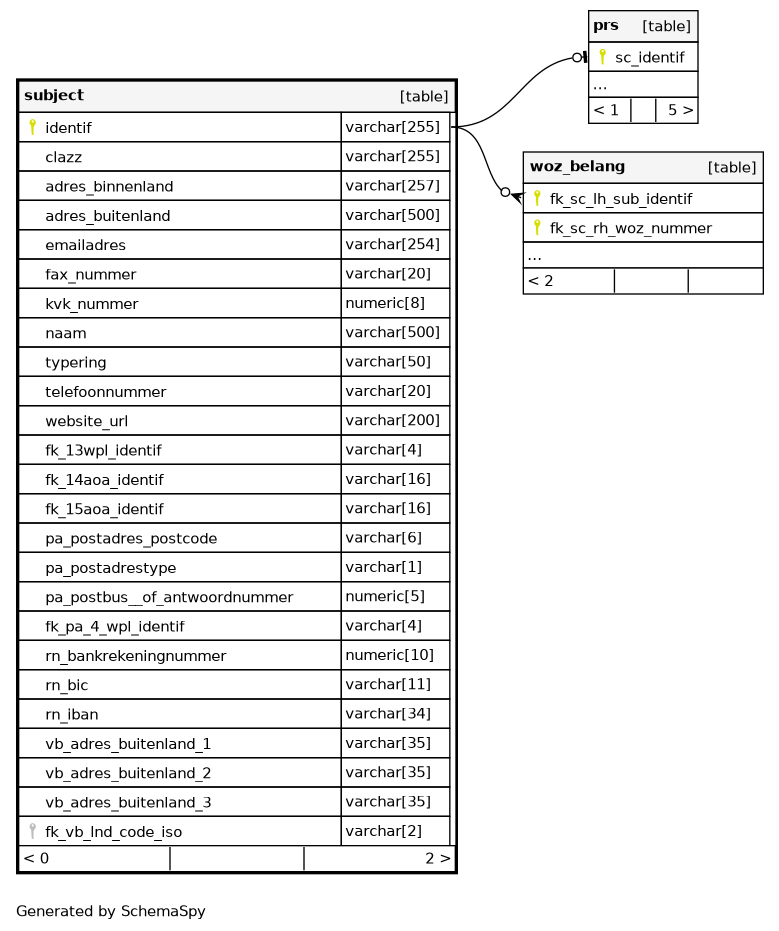 prs [table]
sc_identif
...
< 1 5 >
subject [table]
identif varchar[255]
clazz varchar[255]
adres_binnenland varchar[257]
adres_buitenland varchar[500]
emailadres varchar[254]
fax_nummer varchar[20]
kvk_nummer numeric[8]
naam varchar[500]
typering varchar[50]
telefoonnummer varchar[20]
website_url varchar[200]
fk_13wpl_identif varchar[4]
fk_14aoa_identif varchar[16]
fk_15aoa_identif varchar[16]
pa_postadres_postcode varchar[6]
pa_postadrestype varchar[1]
pa_postbus__of_antwoordnummer numeric[5]
fk_pa_4_wpl_identif varchar[4]
rn_bankrekeningnummer numeric[10]
rn_bic varchar[11]
rn_iban varchar[34]
vb_adres_buitenland_1 varchar[35]
vb_adres_buitenland_2 varchar[35]
vb_adres_buitenland_3 varchar[35]
fk_vb_lnd_code_iso varchar[2]
< 0 2 >
woz_belang [table]
fk_sc_lh_sub_identif
fk_sc_rh_woz_nummer
...
< 2
Generated by SchemaSpy